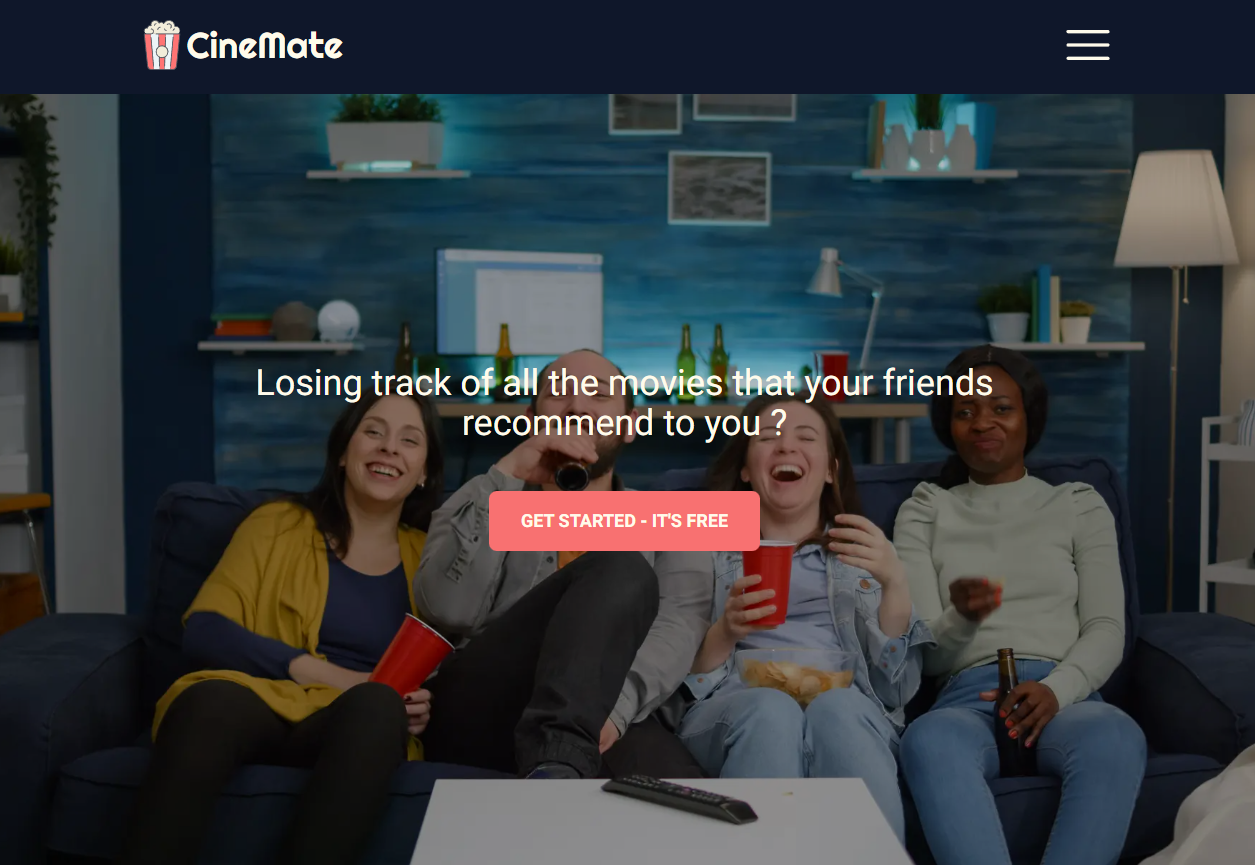 CineMate
Losing track of all the movies that your friends
recommend to you ?
GET STARTED - IT'S FREE